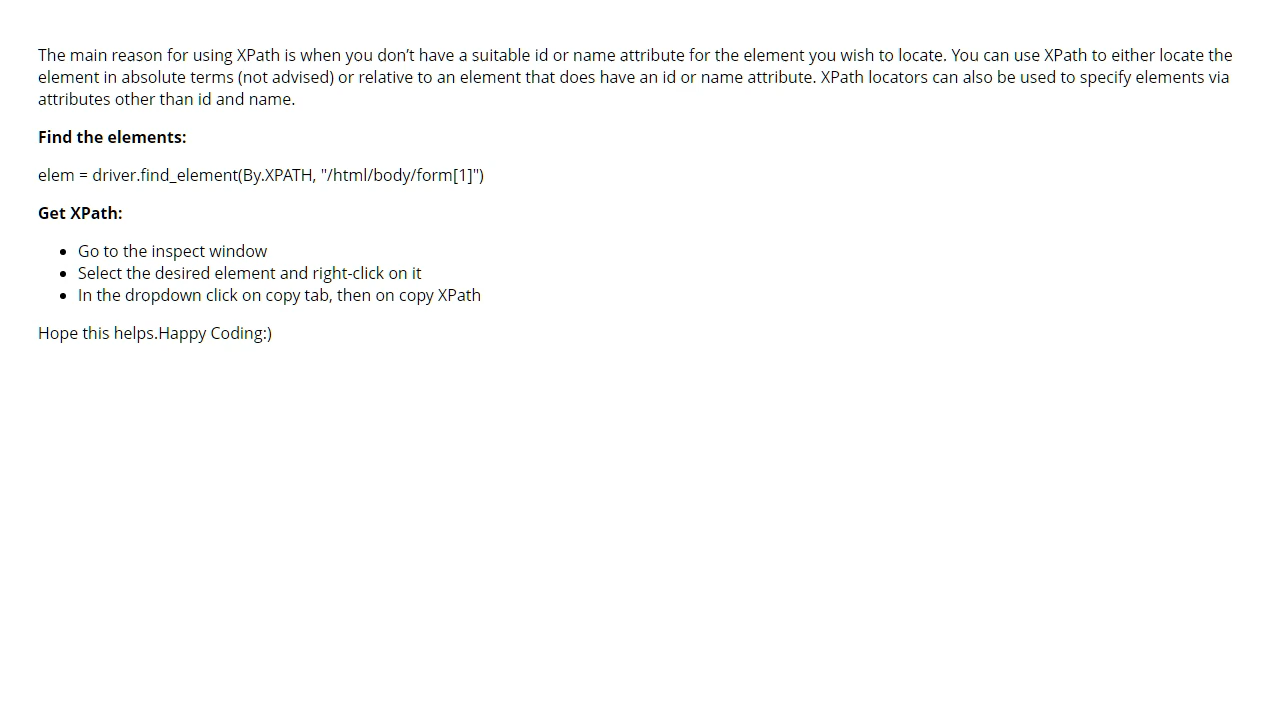 The main reason for using XPath is when you don’t have a suitable id or name attribute for the element you wish to locate. You can use XPath to either locate the
element in absolute terms (not advised) or relative to an element that does have an id or name attribute. XPath locators can also be used to specify elements via
attributes other than id and name.
Find the elements:
elem = driver.find_element(By.XPATH, "/html/body/form[1]")
Get XPath:
• Go to the inspect window
• Select the desired element and right-click on it
• In the dropdown click on copy tab, then on copy XPath
Hope this helps.Happy Coding:)